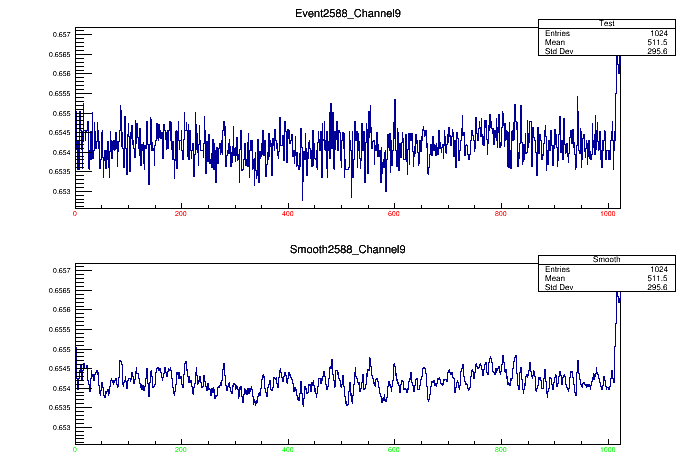 Event2588_Channel9
Test
Entries 1024
Mean 511.5
Std Dev 295.6
0.657
0.6565
0.656
0.6555
0.655
0.6545
0.654
0.6535
0.653
0 200 400 600 800 1000
Smooth2588_Channel9
Smooth
Entries 1024
Mean 511.5
Std Dev 295.6
0.657
0.6565
0.656
0.6555
0.655
0.6545
0.654
0.6535
0.653
0 200 400 600 800 1000